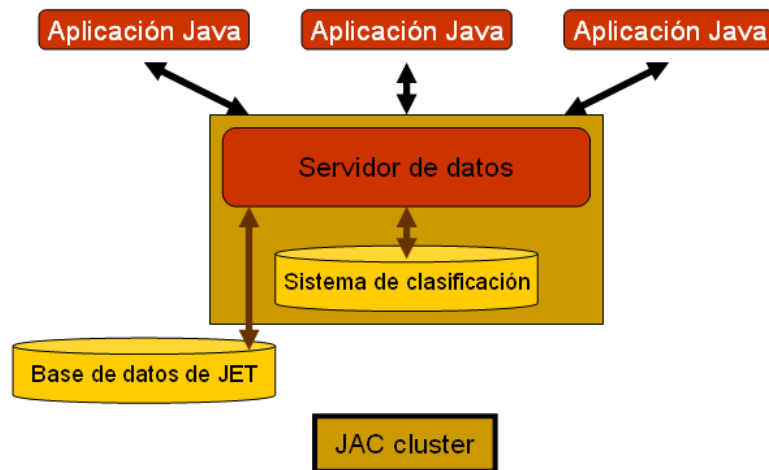 Aplicación Java
Aplicación Java
Aplicación Java
Servidor de datos
Sistema de clasificación
Base de datos de JET
JAC cluster